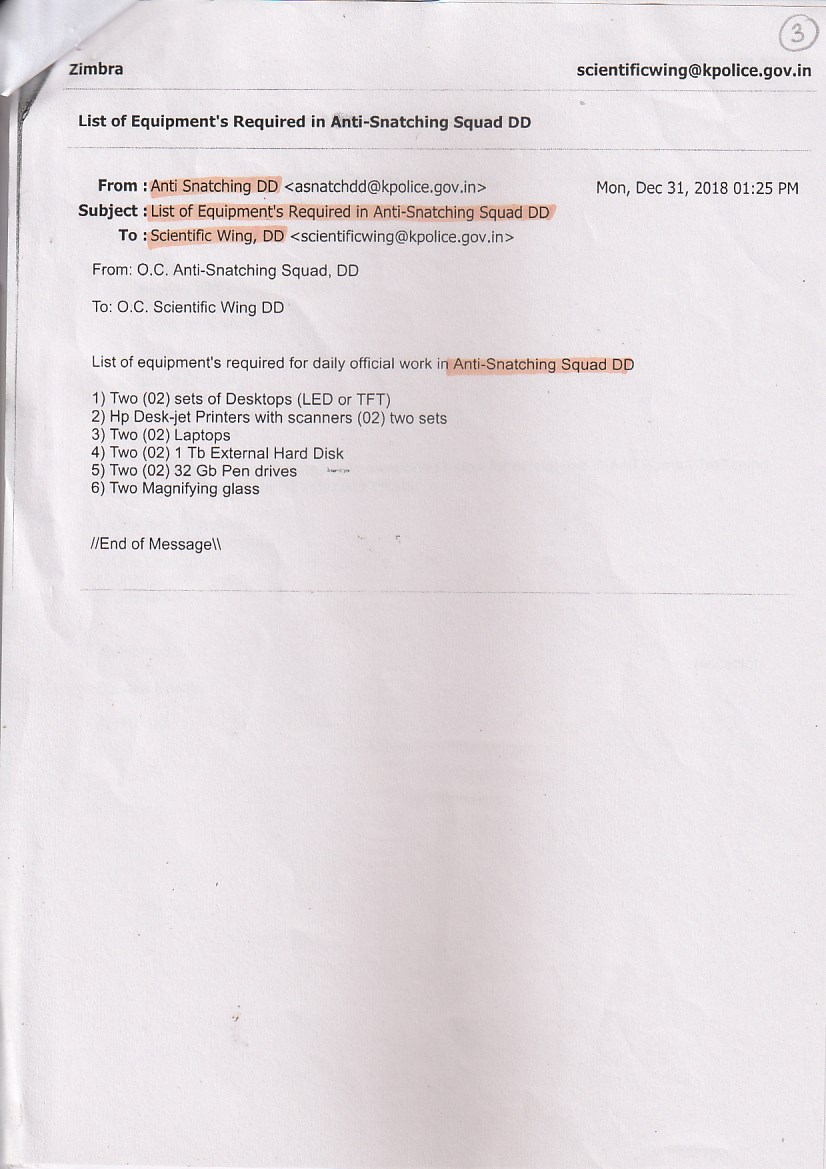 3
Zimbra scientificwing@kpolice.gov.in
List of Equipment's Required in Anti-Snatching Squad DD
From : Anti Snatching DD <asnatchdd@kpolice.gov.in> Mon, Dec 31, 2018 01:25 PM
Subject : List of Equipment's Required in Anti-Snatching Squad DD
To : Scientific Wing, DD <scientificwing@kpolice.gov.in>
From: O.C. Anti-Snatching Squad, DD
To: O.C. Scientific Wing DD
List of equipment's required for daily official work in Anti-Snatching Squad DD
1) Two (02) sets of Desktops (LED or TFT)
2) Hp Desk-jet Printers with scanners (02) two sets
3) Two (02) Laptops
4) Two (02) 1 Tb External Hard Disk
5) Two (02) 32 Gb Pen drives
6) Two Magnifying glass
//End of Message\\